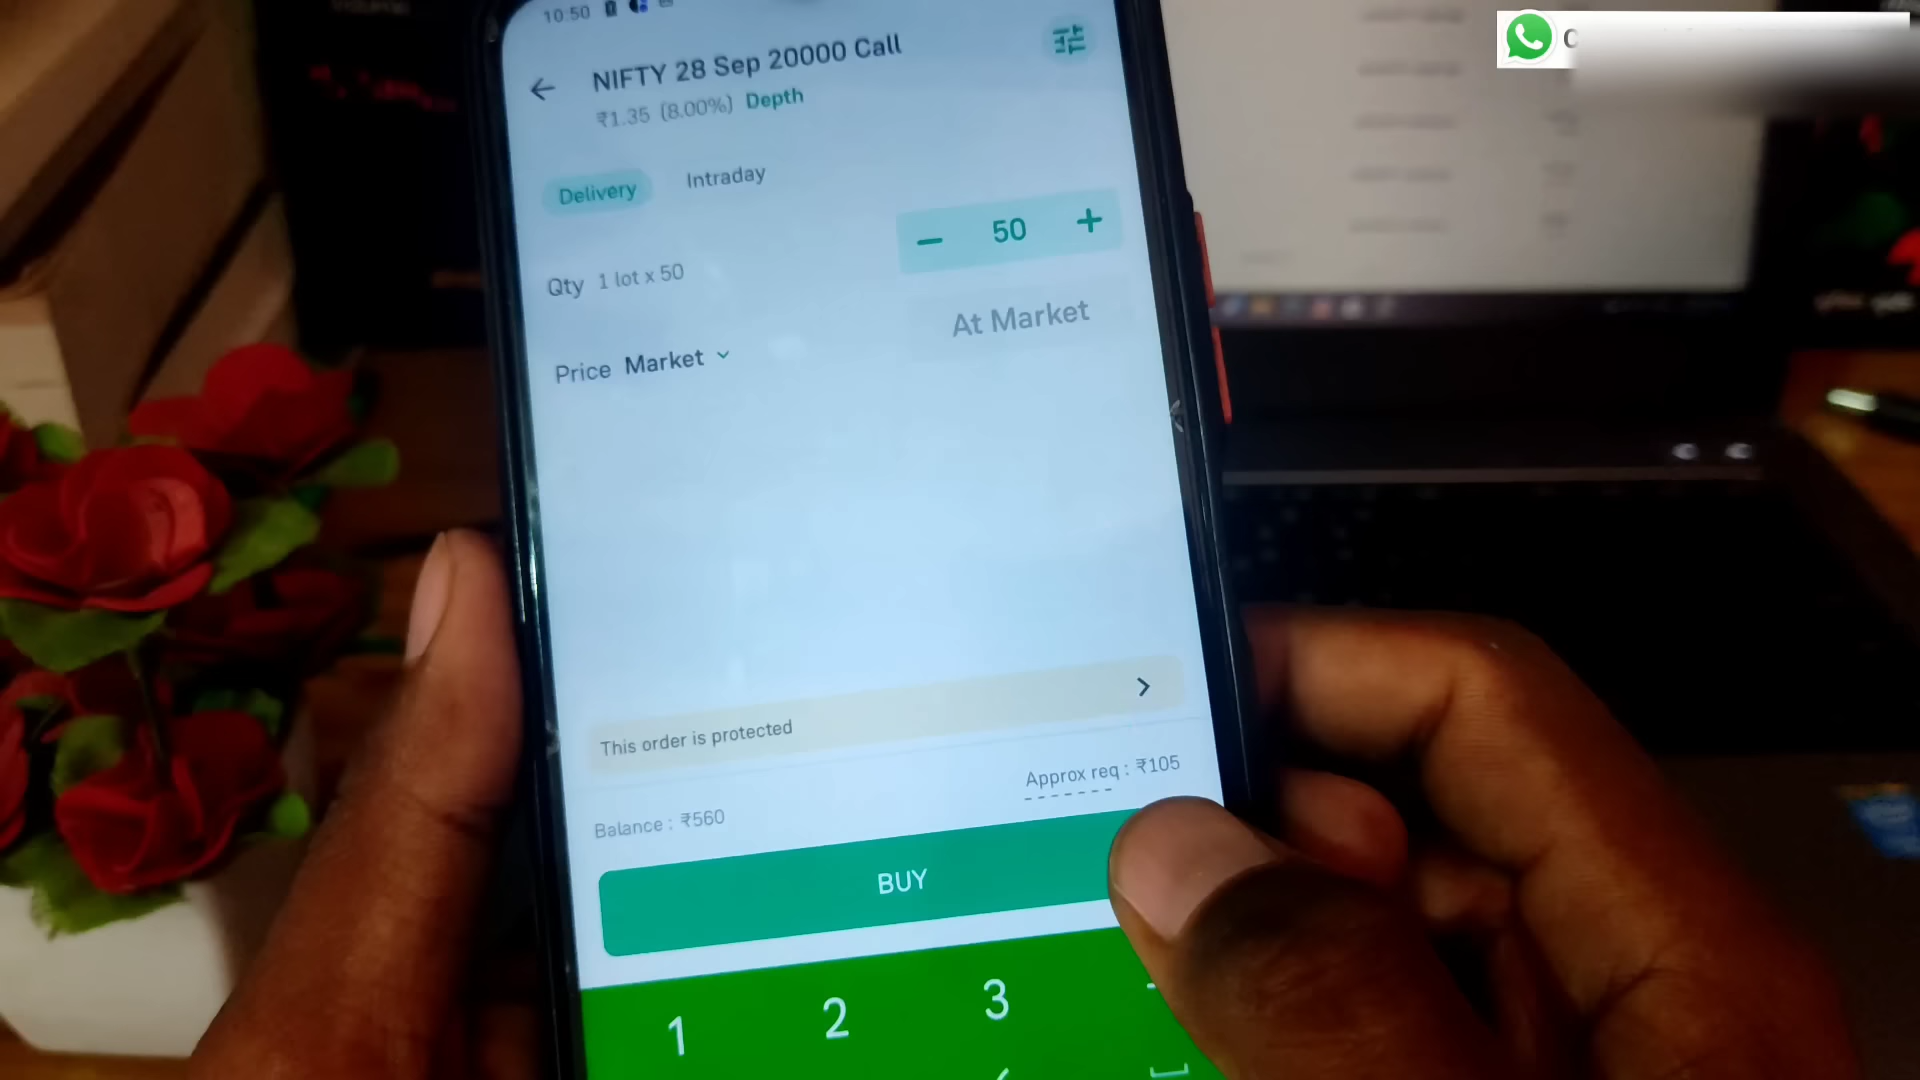 10:50
NIFTY 28 Sep 20000 Call
₹1.35 (8.00%) Depth
Delivery Intraday
Qty 1 lot x 50
− 50 +
Price Market
At Market
This order is protected
Balance : ₹560
Approx req : ₹105
BUY
1 2 3